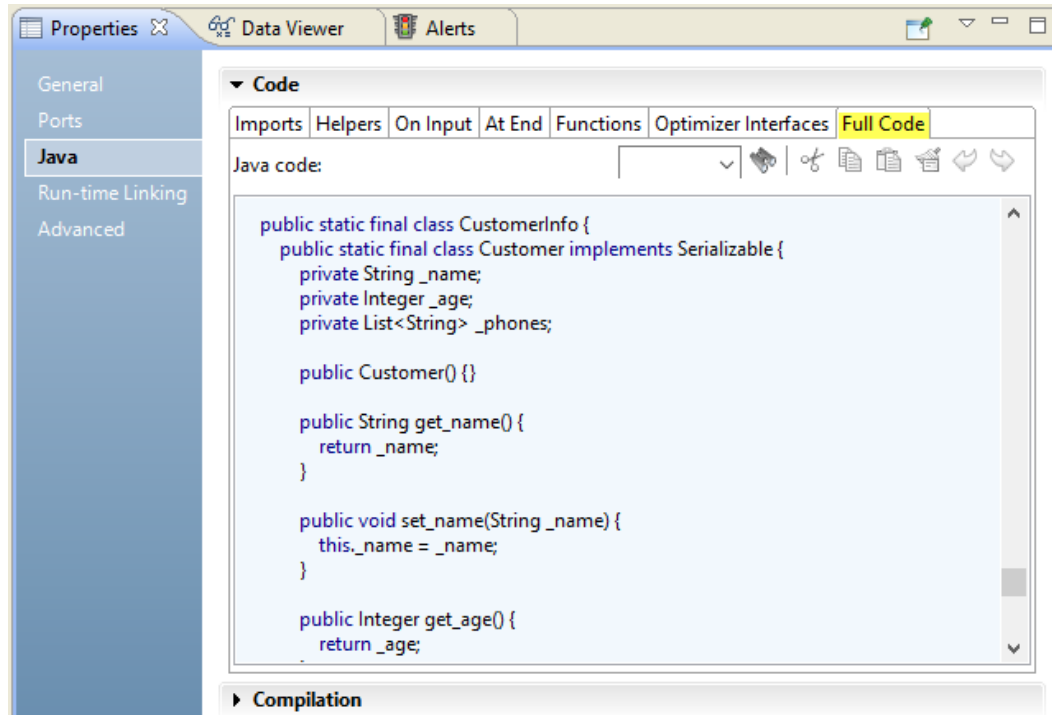 Properties Data Viewer Alerts
General
Ports
Java
Run-time Linking
Advanced
Code
Imports Helpers On Input At End Functions Optimizer Interfaces Full Code
Java code:
public static final class CustomerInfo {
public static final class Customer implements Serializable {
private String _name;
private Integer _age;
private List<String> _phones;
public Customer() {}
public String get_name() {
return _name;
}
public void set_name(String _name) {
this._name = _name;
}
public Integer get_age() {
return _age;
Compilation